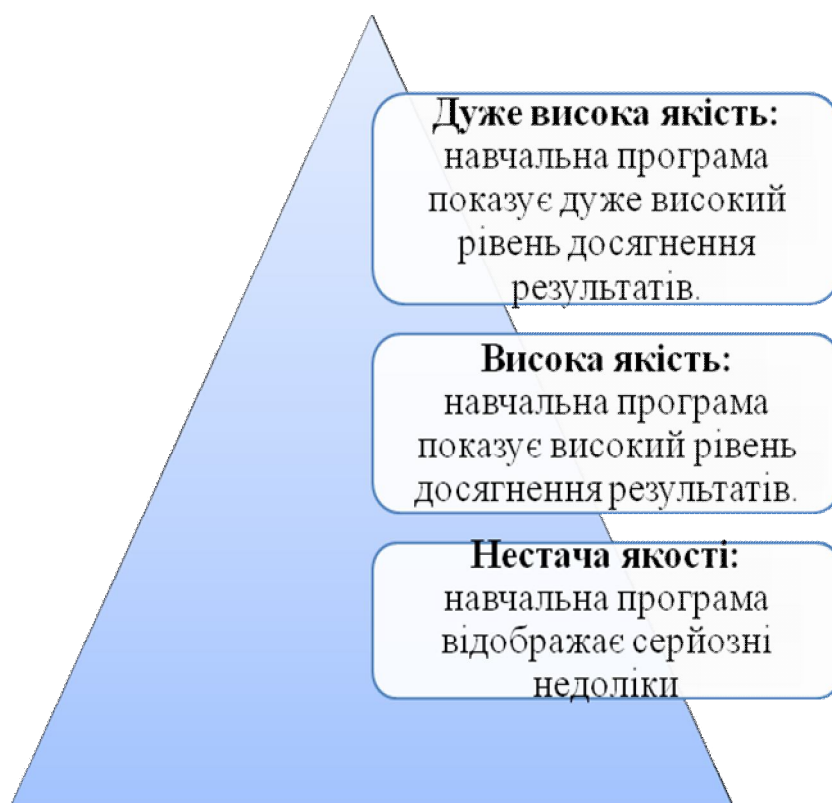 Дуже висока якість:
навчальна програма
показує дуже високий
рівень досягнення
результатів.
Висока якість:
навчальна програма
показує високий рівень
досягнення результатів.
Нестача якості:
навчальна програма
відображає серйозні
недоліки